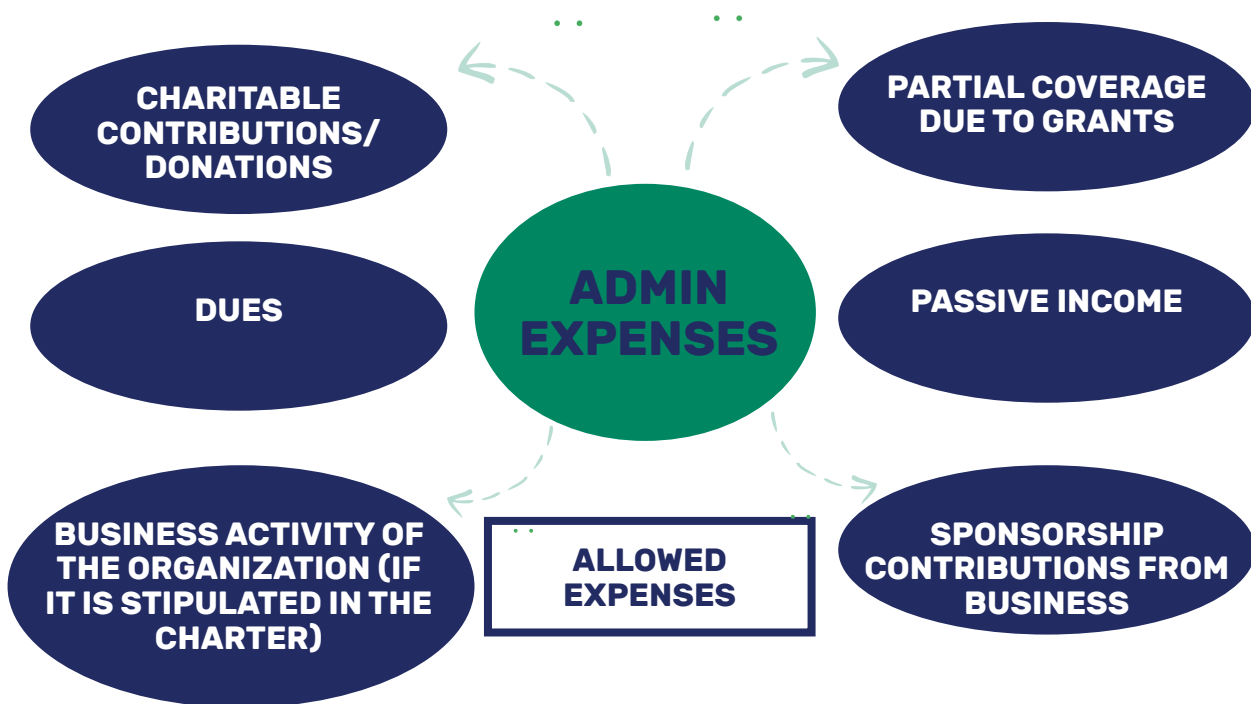 CHARITABLE
CONTRIBUTIONS/
DONATIONS
PARTIAL COVERAGE
DUE TO GRANTS
DUES
ADMIN
EXPENSES
PASSIVE INCOME
BUSINESS ACTIVITY OF
THE ORGANIZATION (IF
IT IS STIPULATED IN THE
CHARTER)
ALLOWED
EXPENSES
SPONSORSHIP
CONTRIBUTIONS FROM
BUSINESS